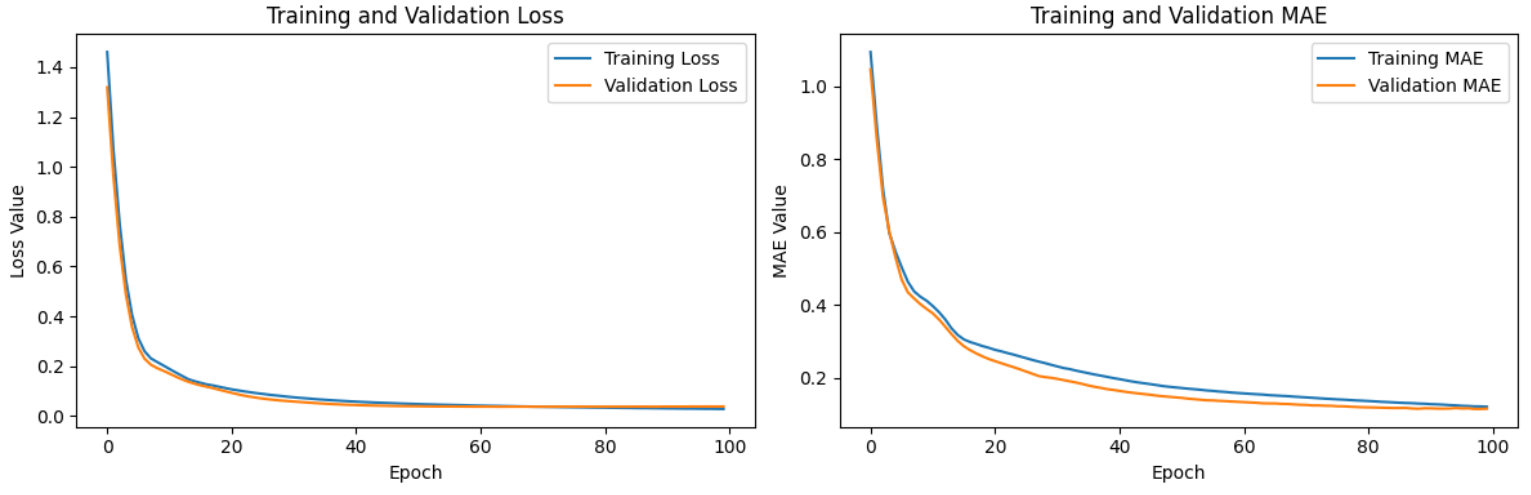 Training and Validation Loss
Training Loss
Validation Loss
Loss Value
1.4
1.2
1.0
0.8
0.6
0.4
0.2
0.0
0 20 40 60 80 100
Epoch
Training and Validation MAE
Training MAE
Validation MAE
MAE Value
1.0
0.8
0.6
0.4
0.2
0 20 40 60 80 100
Epoch